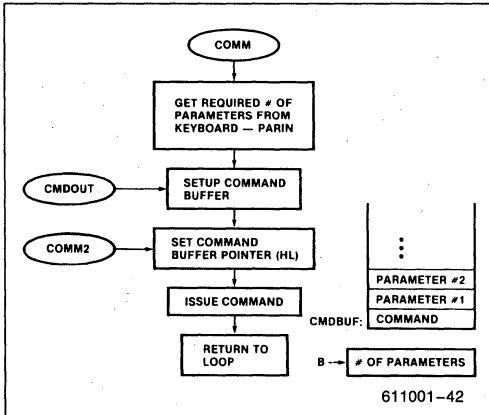 COMM
GET REQUIRED # OF
PARAMETERS FROM
KEYBOARD — PARIN
CMDOUT
SETUP COMMAND
BUFFER
COMM2
SET COMMAND
BUFFER POINTER (HL)
ISSUE COMMAND
RETURN TO
LOOP
PARAMETER #2
PARAMETER #1
CMDBUF: COMMAND
B # OF PARAMETERS
611001–42